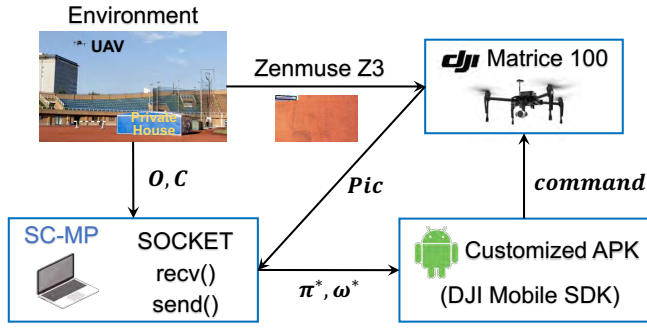 Environment
UAV
Private
House
Zenmuse Z3
dji Matrice 100
O, C
Pic
command
SC-MP
SOCKET
recv()
send()
π*, ω*
Customized APK
(DJI Mobile SDK)